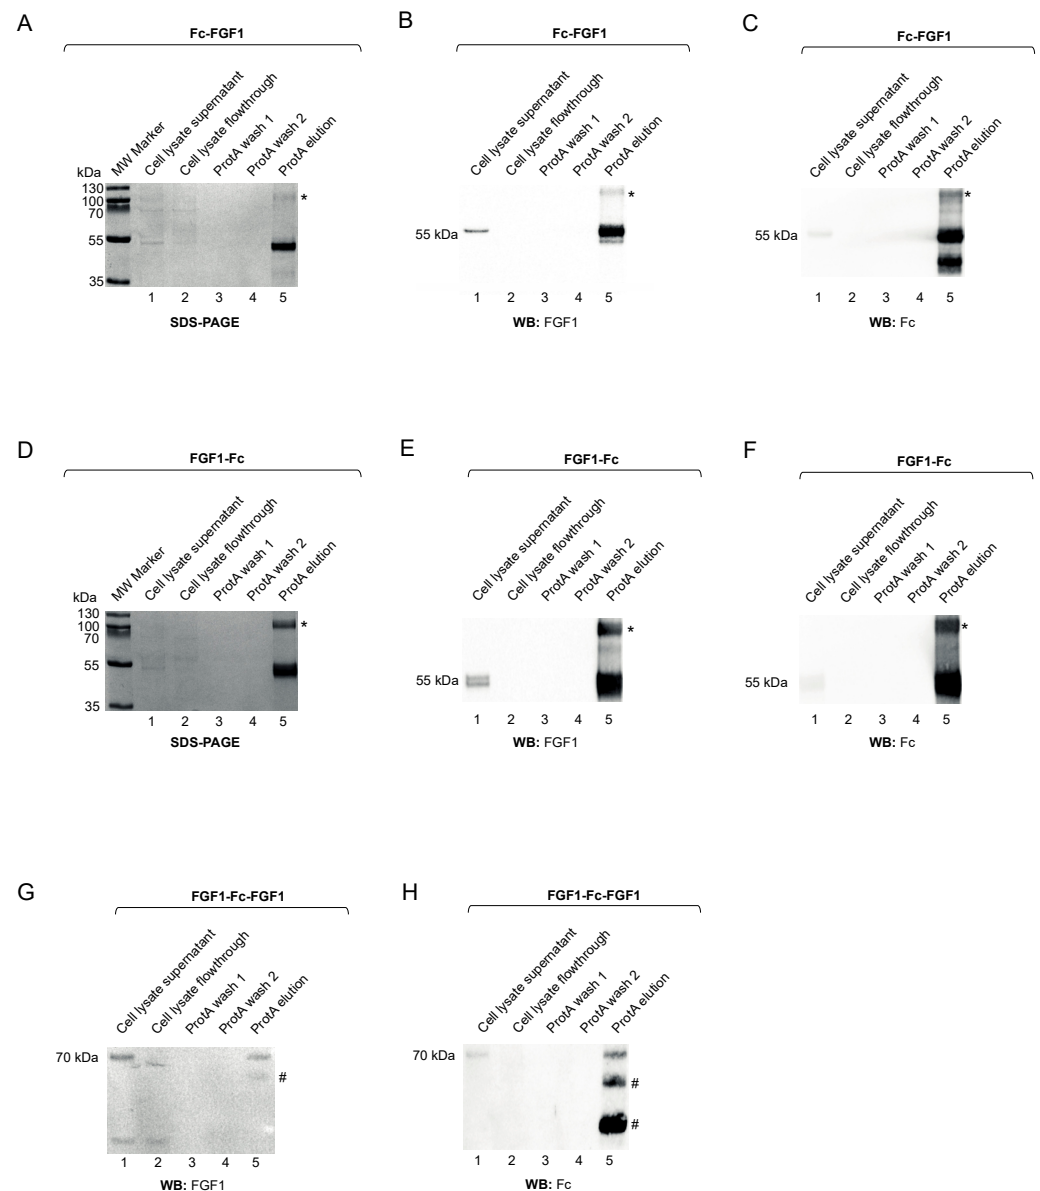 A
Fc-FGF1
MW Marker
Cell lysate supernatant
Cell lysate flowthrough
ProtA wash 1
ProtA wash 2
ProtA elution
kDa
130
100
70
55
35
*
1 2 3 4 5
SDS-PAGE
B
Fc-FGF1
Cell lysate supernatant
Cell lysate flowthrough
ProtA wash 1
ProtA wash 2
ProtA elution
55 kDa
*
1 2 3 4 5
WB: FGF1
C
Fc-FGF1
Cell lysate supernatant
Cell lysate flowthrough
ProtA wash 1
ProtA wash 2
ProtA elution
55 kDa
*
1 2 3 4 5
WB: Fc
D
FGF1-Fc
MW Marker
Cell lysate supernatant
Cell lysate flowthrough
ProtA wash 1
ProtA wash 2
ProtA elution
kDa
130
100
70
55
35
*
1 2 3 4 5
SDS-PAGE
E
FGF1-Fc
Cell lysate supernatant
Cell lysate flowthrough
ProtA wash 1
ProtA wash 2
ProtA elution
55 kDa
*
1 2 3 4 5
WB: FGF1
F
FGF1-Fc
Cell lysate supernatant
Cell lysate flowthrough
ProtA wash 1
ProtA wash 2
ProtA elution
55 kDa
*
1 2 3 4 5
WB: Fc
G
FGF1-Fc-FGF1
Cell lysate supernatant
Cell lysate flowthrough
ProtA wash 1
ProtA wash 2
ProtA elution
70 kDa
#
1 2 3 4 5
WB: FGF1
H
FGF1-Fc-FGF1
Cell lysate supernatant
Cell lysate flowthrough
ProtA wash 1
ProtA wash 2
ProtA elution
70 kDa
#
#
1 2 3 4 5
WB: Fc